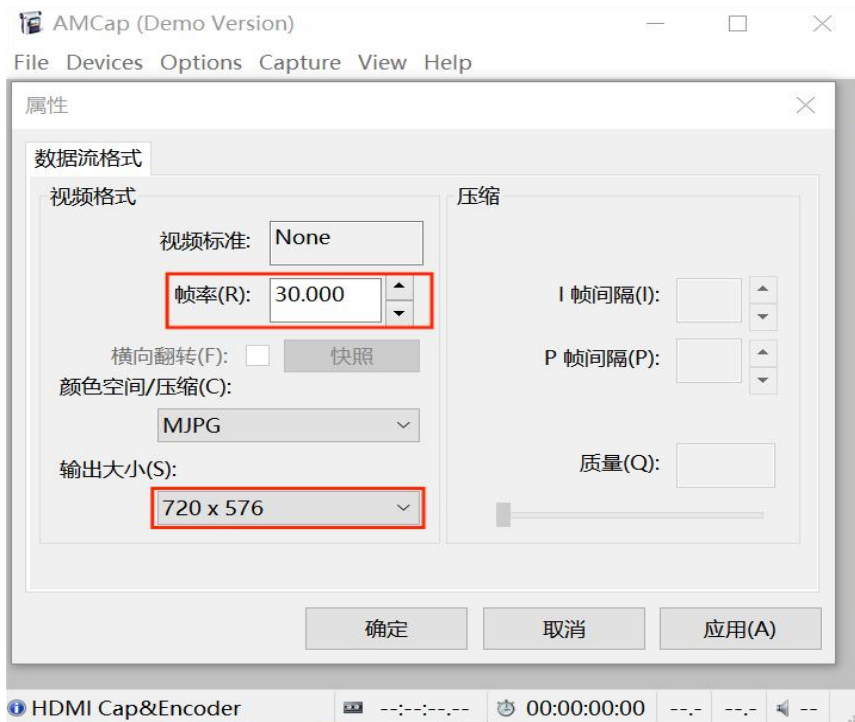 AMCap (Demo Version)
File Devices Options Capture View Help
属性
数据流格式
视频格式
视频标准: None
帧率(R): 30.000
横向翻转(F): 快照
颜色空间/压缩(C):
MJPG
输出大小(S):
720 x 576
压缩
I 帧间隔(I):
P 帧间隔(P):
质量(Q):
确定 取消 应用(A)
HDMI Cap&Encoder --:--:--.-- 00:00:00:00 --.- --.- --